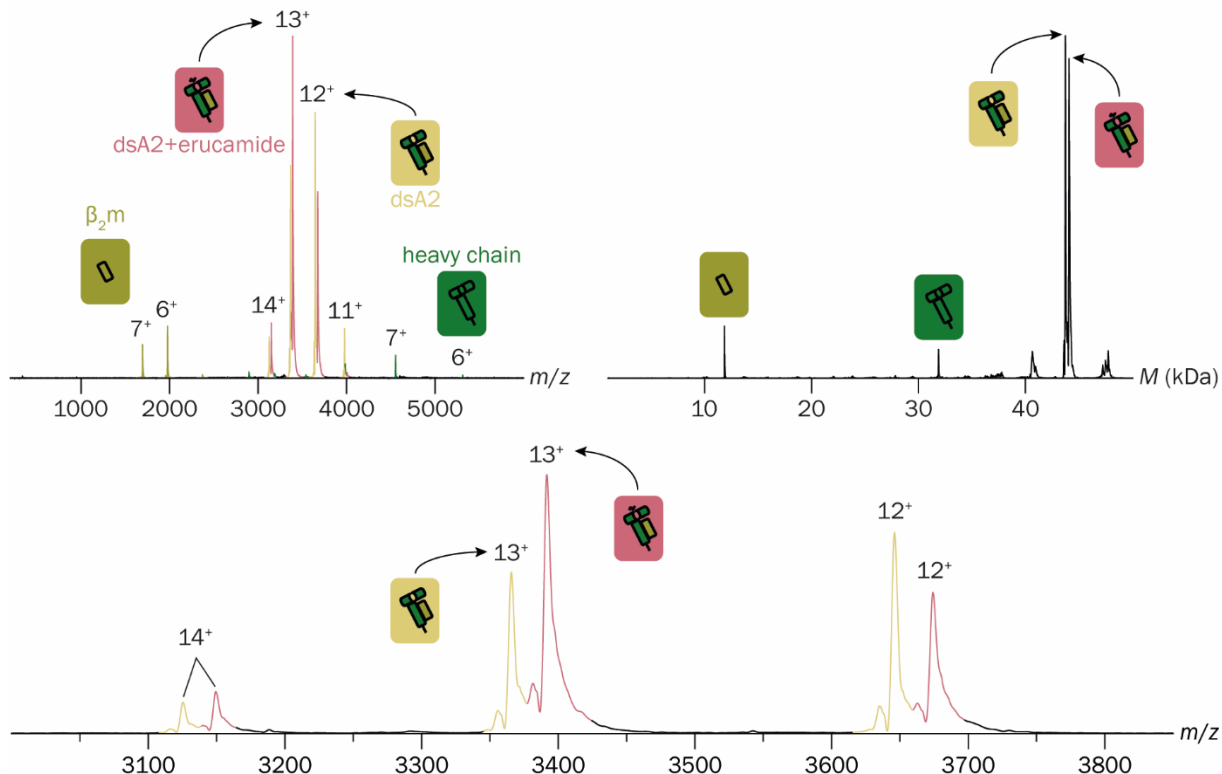 13⁺
12⁺
dsA2+erucamide
dsA2
β₂m
heavy chain
6⁺
7⁺
14⁺
11⁺
7⁺
6⁺
m/z
1000 2000 3000 4000 5000
M (kDa)
10 20 30 40
13⁺
13⁺
12⁺
12⁺
14⁺
m/z
3100 3200 3300 3400 3500 3600 3700 3800